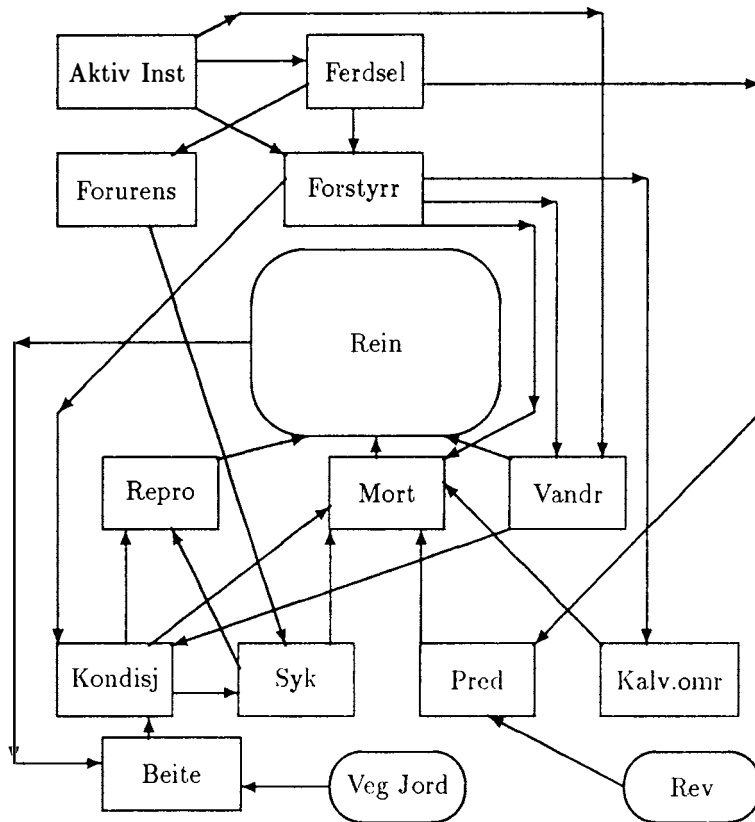 Aktiv Inst
Ferdsel
Forurens
Forstyrr
Rein
Repro
Mort
Vandr
Kondisj
Syk
Pred
Kalv.omr
Beite
Veg Jord
Rev